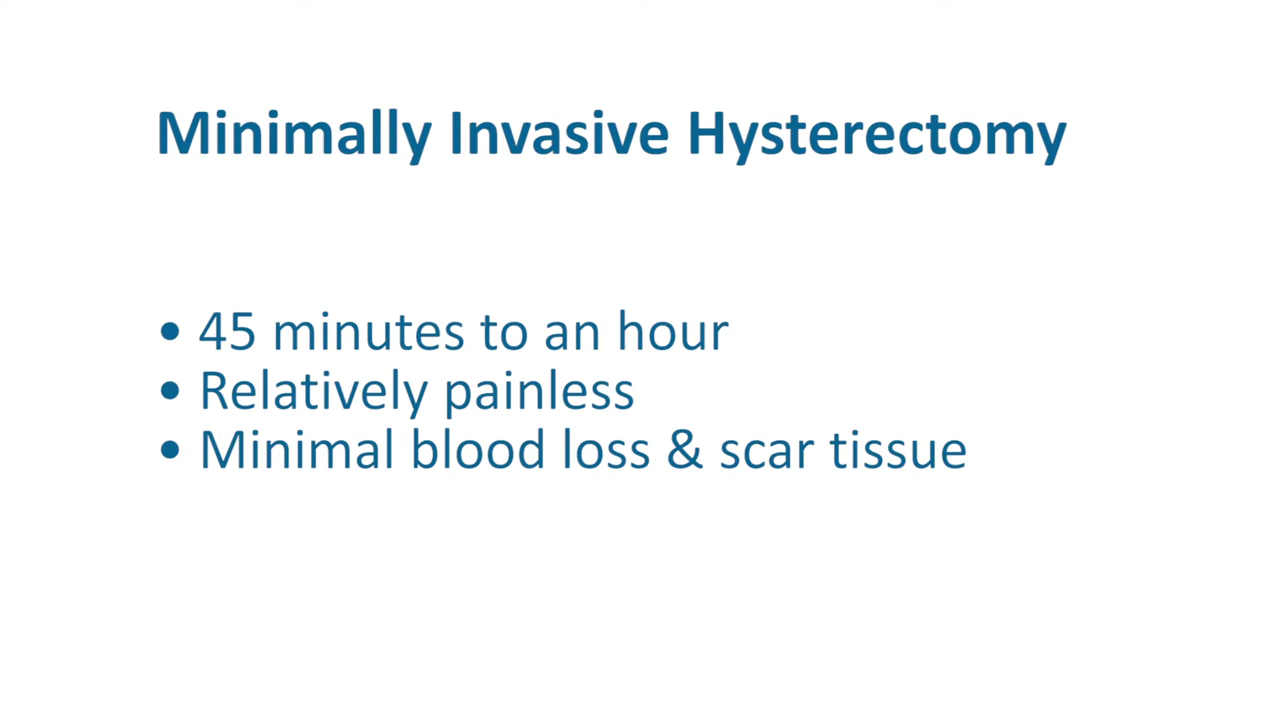 Minimally Invasive Hysterectomy
• 45 minutes to an hour
• Relatively painless
• Minimal blood loss & scar tissue